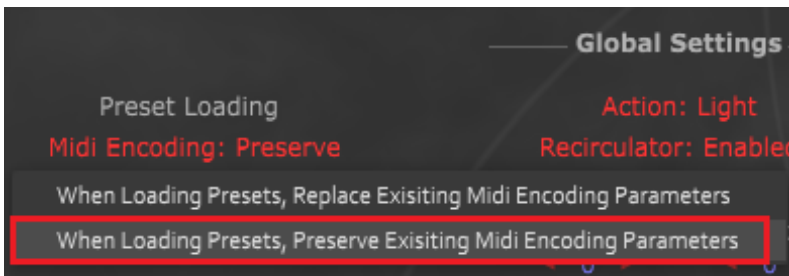 Global Settings
Preset Loading
Action: Light
Midi Encoding: Preserve
Recirculator: Enabled
When Loading Presets, Replace Exisiting Midi Encoding Parameters
When Loading Presets, Preserve Exisiting Midi Encoding Parameters